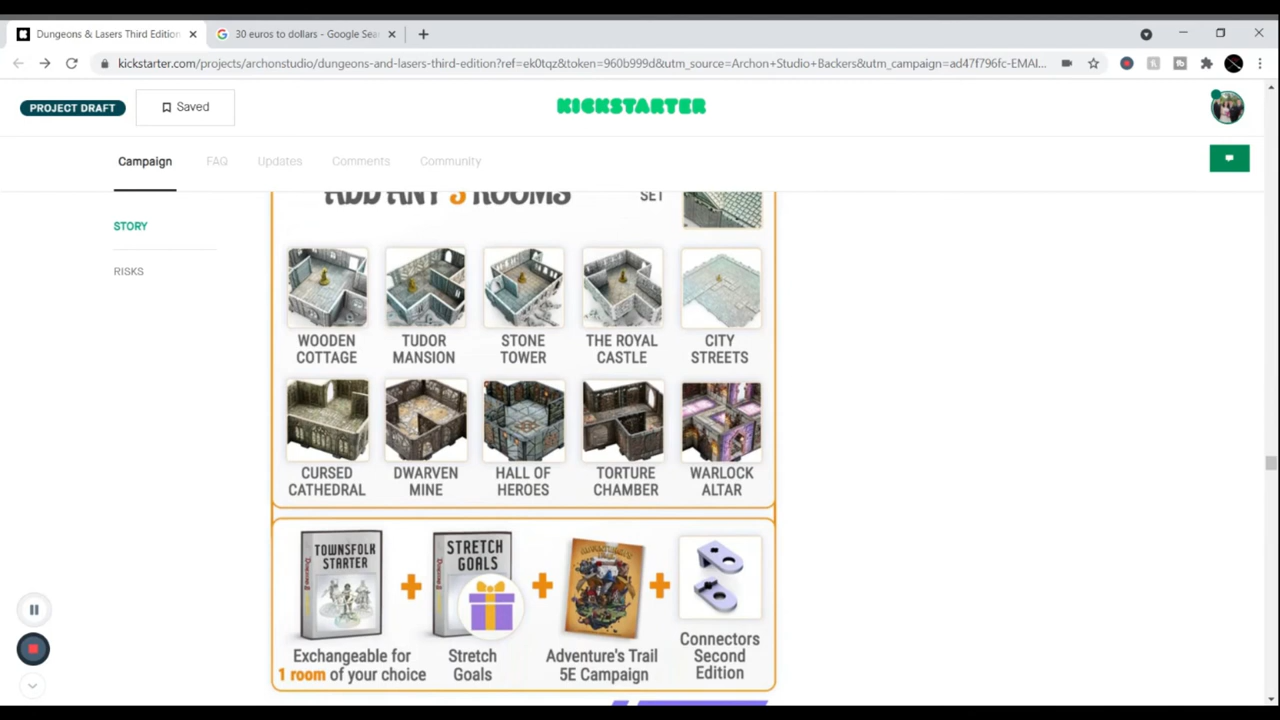 Dungeons & Lasers Third Edition
30 euros to dollars - Google Sea
kickstarter.com/projects/archonstudio/dungeons-and-lasers-third-edition?ref=ek0tqz&token=960b999d&utm_source=Archon+Studio+Backers&utm_campaign=ad47f796fc-EMAI...
PROJECT DRAFT
Saved
KICKSTARTER
Campaign
FAQ
Updates
Comments
Community
STORY
RISKS
ADD ANY 3 ROOMS
SET
WOODEN
COTTAGE
TUDOR
MANSION
STONE
TOWER
THE ROYAL
CASTLE
CITY
STREETS
CURSED
CATHEDRAL
DWARVEN
MINE
HALL OF
HEROES
TORTURE
CHAMBER
WARLOCK
ALTAR
TOWNSFOLK
STARTER
STRETCH
GOALS
Exchangeable for
1 room of your choice
Stretch
Goals
Adventure's Trail
5E Campaign
Connectors
Second
Edition